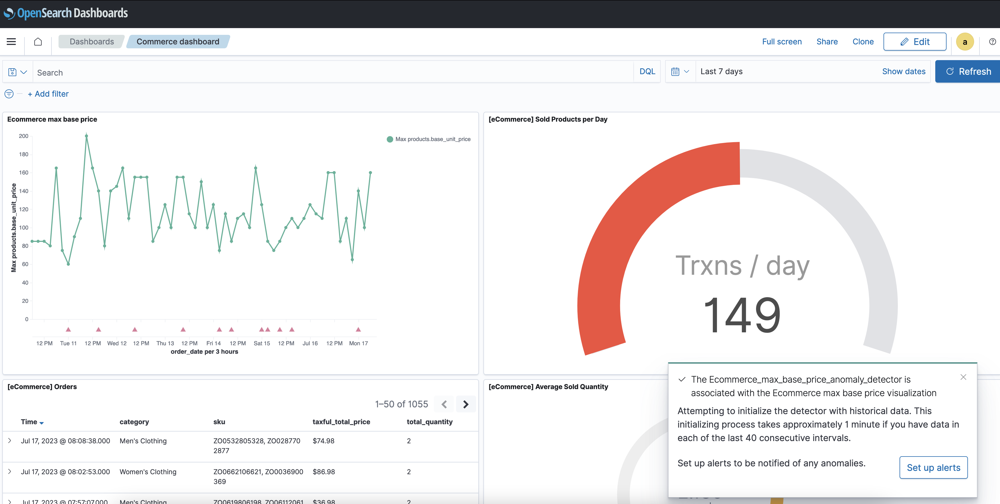 OpenSearch Dashboards
Dashboards
Commerce dashboard
Full screen
Share
Clone
Edit
a
Search
DQL
Last 7 days
Show dates
Refresh
+ Add filter
Ecommerce max base price
Max products.base_unit_price
200
180
160
140
120
100
80
60
40
20
0
Max products.base_unit_price
12 PM
Tue 11
12 PM
Wed 12
12 PM
Thu 13
12 PM
Fri 14
12 PM
Sat 15
12 PM
Jul 16
12 PM
Mon 17
order_date per 3 hours
[eCommerce] Sold Products per Day
Trxns / day
149
[eCommerce] Orders
1–50 of 1055
Time category sku taxful_total_price total_quantity
Jul 17, 2023 @ 08:08:38.000 Men's Clothing ZO0532805328, ZO028770 $74.98 2
2877
Jul 17, 2023 @ 08:02:53.000 Women's Clothing ZO0662106621, ZO0036900 $86.98 2
369
Jul 17, 2023 @ 07:57:07.000 Men's Clothing ZO0619806198, ZO06112061 $36.98 2
[eCommerce] Average Sold Quantity
The Ecommerce_max_base_price_anomaly_detector is
associated with the Ecommerce max base price visualization
Attempting to initialize the detector with historical data. This
initializing process takes approximately 1 minute if you have data in
each of the last 40 consecutive intervals.
Set up alerts to be notified of any anomalies.
Set up alerts